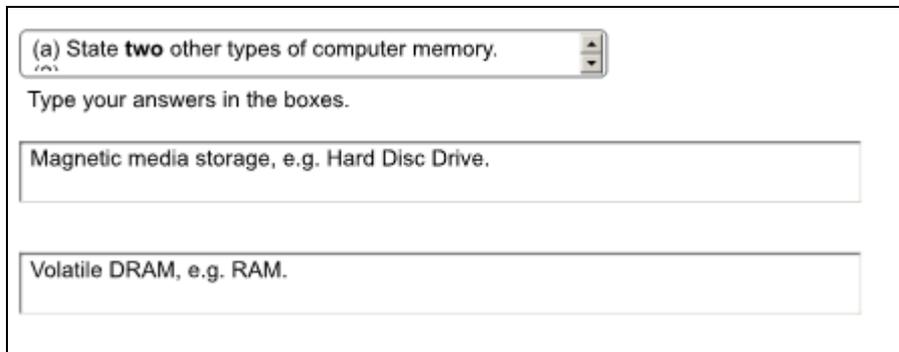 (a) State two other types of computer memory.
Type your answers in the boxes.
Magnetic media storage, e.g. Hard Disc Drive.
Volatile DRAM, e.g. RAM.